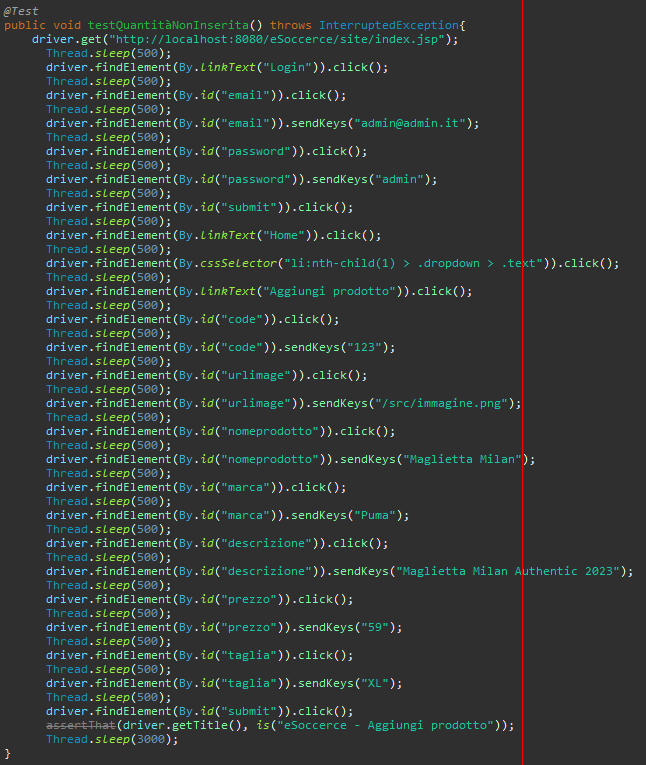 @Test
public void testQuantitàNonInserita() throws InterruptedException{
driver.get("http://localhost:8080/eSoccerce/site/index.jsp");
Thread.sleep(500);
driver.findElement(By.linkText("Login")).click();
Thread.sleep(500);
driver.findElement(By.id("email")).click();
Thread.sleep(500);
driver.findElement(By.id("email")).sendKeys("admin@admin.it");
Thread.sleep(500);
driver.findElement(By.id("password")).click();
Thread.sleep(500);
driver.findElement(By.id("password")).sendKeys("admin");
Thread.sleep(500);
driver.findElement(By.id("submit")).click();
Thread.sleep(500);
driver.findElement(By.linkText("Home")).click();
Thread.sleep(500);
driver.findElement(By.cssSelector("li:nth-child(1) > .dropdown > .text")).click();
Thread.sleep(500);
driver.findElement(By.linkText("Aggiungi prodotto")).click();
Thread.sleep(500);
driver.findElement(By.id("code")).click();
Thread.sleep(500);
driver.findElement(By.id("code")).sendKeys("123");
Thread.sleep(500);
driver.findElement(By.id("urlimage")).click();
Thread.sleep(500);
driver.findElement(By.id("urlimage")).sendKeys("/src/immagine.png");
Thread.sleep(500);
driver.findElement(By.id("nomeprodotto")).click();
Thread.sleep(500);
driver.findElement(By.id("nomeprodotto")).sendKeys("Maglietta Milan");
Thread.sleep(500);
driver.findElement(By.id("marca")).click();
Thread.sleep(500);
driver.findElement(By.id("marca")).sendKeys("Puma");
Thread.sleep(500);
driver.findElement(By.id("descrizione")).click();
Thread.sleep(500);
driver.findElement(By.id("descrizione")).sendKeys("Maglietta Milan Authentic 2023");
Thread.sleep(500);
driver.findElement(By.id("prezzo")).click();
Thread.sleep(500);
driver.findElement(By.id("prezzo")).sendKeys("59");
Thread.sleep(500);
driver.findElement(By.id("taglia")).click();
Thread.sleep(500);
driver.findElement(By.id("taglia")).sendKeys("XL");
Thread.sleep(500);
driver.findElement(By.id("submit")).click();
assertThat(driver.getTitle(), is("eSoccerce - Aggiungi prodotto"));
Thread.sleep(3000);
}